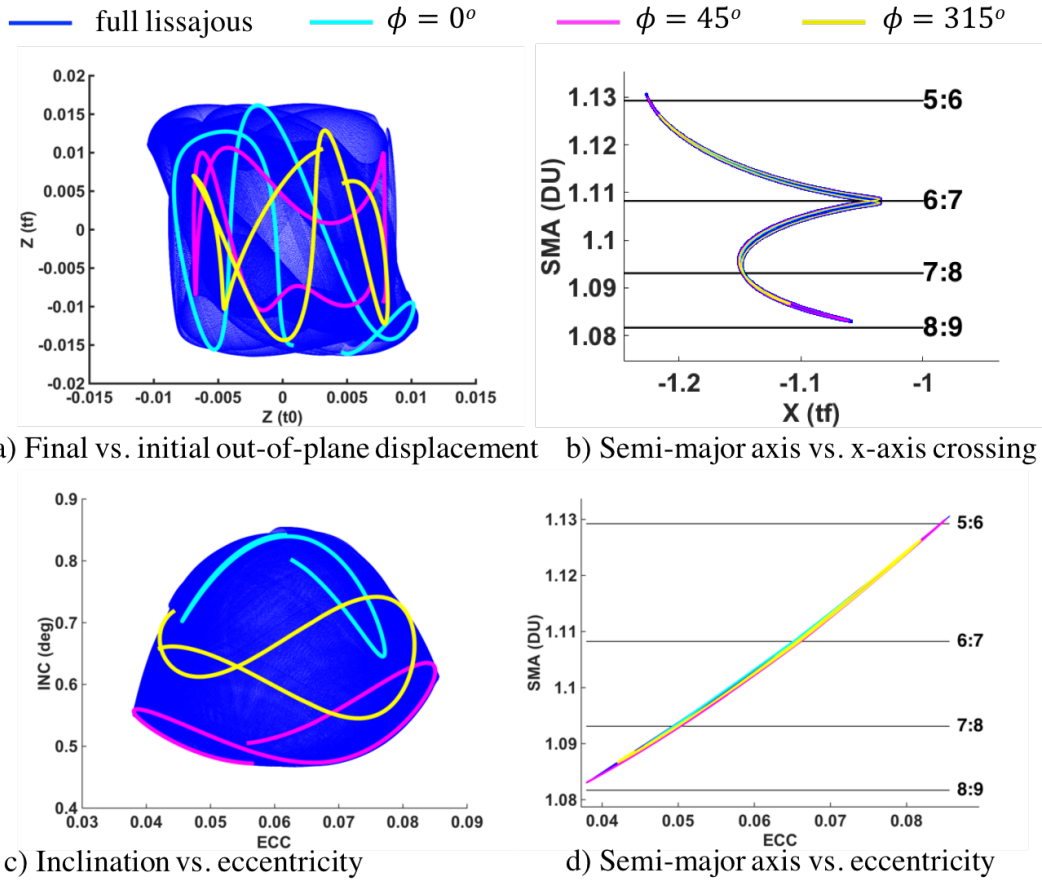 full lissajous ϕ = 0ᵒ ϕ = 45ᵒ ϕ = 315ᵒ
0.02
0.015
0.01
0.005
0
-0.005
-0.01
-0.015
-0.02
Z (tf)
-0.015 -0.01 -0.005 0 0.005 0.01 0.015
Z (t0)
1.13
1.12
1.11
1.1
1.09
1.08
SMA (DU)
5:6
6:7
7:8
8:9
-1.2 -1.1 -1
X (tf)
a) Final vs. initial out-of-plane displacement b) Semi-major axis vs. x-axis crossing
0.9
0.8
0.7
0.6
0.5
0.4
INC (deg)
0.03 0.04 0.05 0.06 0.07 0.08 0.09
ECC
1.13
1.12
1.11
1.1
1.09
1.08
SMA (DU)
5:6
6:7
7:8
8:9
0.04 0.05 0.06 0.07 0.08
ECC
c) Inclination vs. eccentricity d) Semi-major axis vs. eccentricity